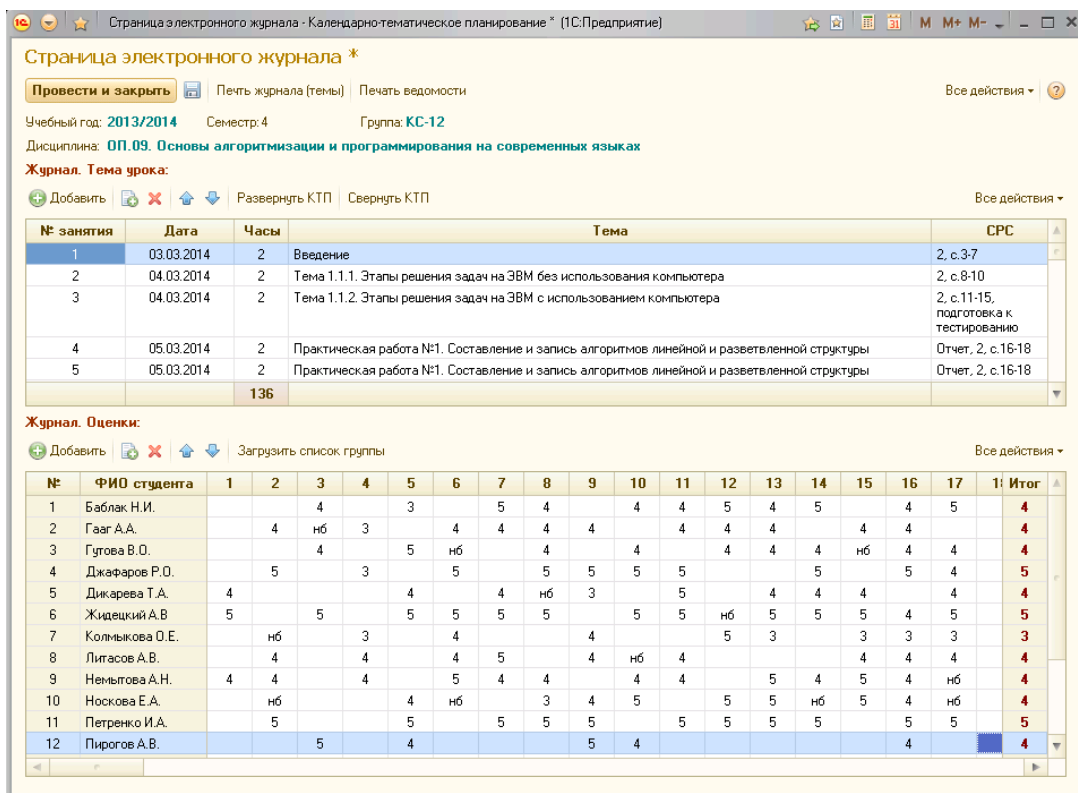 Страница электронного журнала - Календарно-тематическое планирование * (1С:Предприятие)
M M+ M-
Страница электронного журнала *
Провести и закрыть Печть журнала (темы) Печать ведомости Все действия
Учебный год: 2013/2014 Семестр: 4 Группа: КС-12
Дисциплина: ОП.09. Основы алгоритмизации и программирования на современных языках
Журнал. Тема урока:
Добавить Развернуть КТП Свернуть КТП Все действия
№ занятия Дата Часы Тема СРС
1 03.03.2014 2 Введение 2, с.3-7
2 04.03.2014 2 Тема 1.1.1. Этапы решения задач на ЭВМ без использования компьютера 2, с.8-10
3 04.03.2014 2 Тема 1.1.2. Этапы решения задач на ЭВМ с использованием компьютера 2, с.11-15,
подготовка к
тестированию
4 05.03.2014 2 Практическая работа №1. Составление и запись алгоритмов линейной и разветвленной структуры Отчет, 2, с.16-18
5 05.03.2014 2 Практическая работа №1. Составление и запись алгоритмов линейной и разветвленной структуры Отчет, 2, с.16-18
136
Журнал. Оценки:
Добавить Загрузить список группы Все действия
№ ФИО студента 1 2 3 4 5 6 7 8 9 10 11 12 13 14 15 16 17 Итог
1 Баблак Н.И. 4 3 5 4 4 4 5 4 5 4 5 4
2 Гааг А.А. 4 нб 3 4 4 4 4 4 4 4 4 4 4
3 Гутова В.О. 4 5 нб 4 4 4 4 4 нб 4 4 4
4 Джафаров Р.О. 5 3 5 5 5 5 5 5 5 4 5
5 Дикарева Т.А. 4 4 4 нб 3 5 4 4 4 4 4
6 Жидецкий А.В 5 5 5 5 5 5 5 5 нб 5 5 5 4 5 5
7 Колмыкова О.Е. нб 3 4 4 5 3 3 3 3 3
8 Литасов А.В. 4 4 4 5 4 нб 4 4 4 4 4
9 Немытова А.Н. 4 4 4 5 4 4 4 4 5 4 5 4 нб 4
10 Носкова Е.А. нб 4 нб 3 4 5 5 5 нб 5 4 нб 4
11 Петренко И.А. 5 5 5 5 5 5 5 5 5 5 5 5
12 Пирогов А.В. 5 4 5 4 4 4